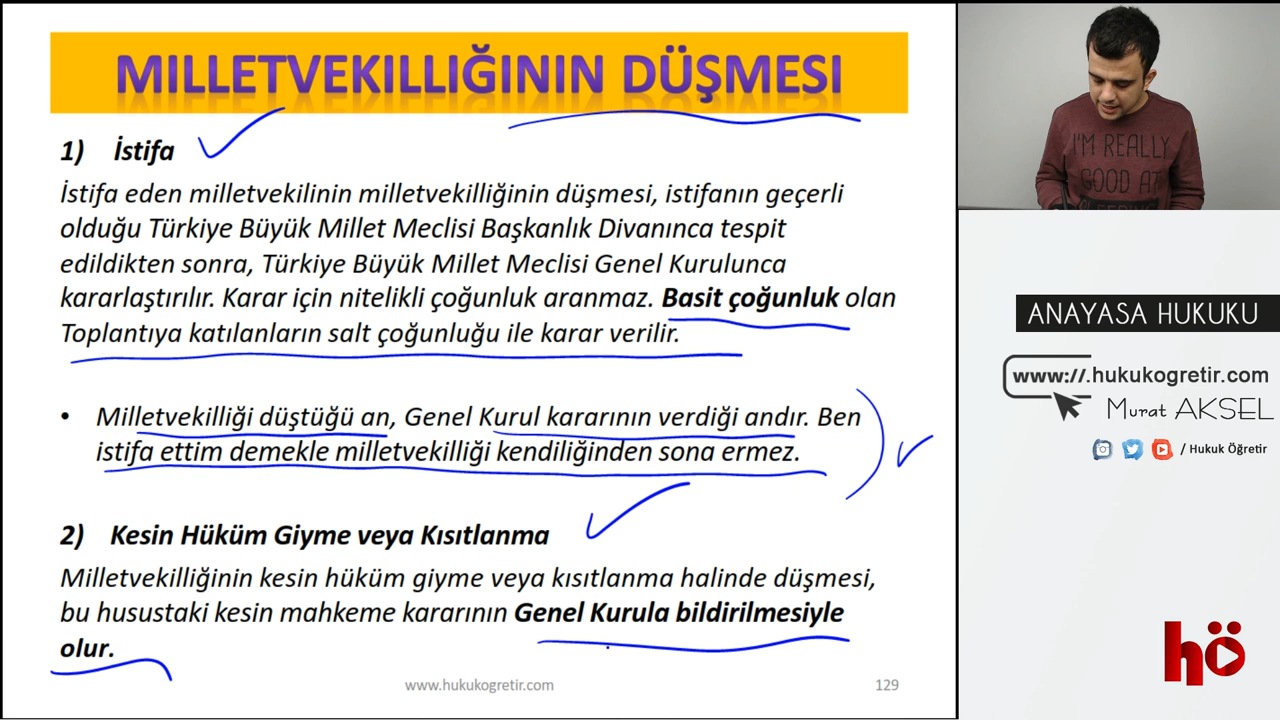 MILLETVEKILLIĞININ DÜŞMESI
1) İstifa
İstifa eden milletvekilinin milletvekilliğinin düşmesi, istifanın geçerli
olduğu Türkiye Büyük Millet Meclisi Başkanlık Divanınca tespit
edildikten sonra, Türkiye Büyük Millet Meclisi Genel Kurulunca
kararlaştırılır. Karar için nitelikli çoğunluk aranmaz. Basit çoğunluk olan
Toplantıya katılanların salt çoğunluğu ile karar verilir.
• Milletvekilliği düştüğü an, Genel Kurul kararının verdiği andır. Ben
istifa ettim demekle milletvekilliği kendiliğinden sona ermez.
2) Kesin Hüküm Giyme veya Kısıtlanma
Milletvekilliğinin kesin hüküm giyme veya kısıtlanma halinde düşmesi,
bu husustaki kesin mahkeme kararının Genel Kurula bildirilmesiyle
olur.
www.hukukogretir.com
129
I'M REALLY
GOOD AT
SLEEPING
ANAYASA HUKUKU
www://.hukukogretir.com
Murat AKSEL
/ Hukuk Öğretir
hö